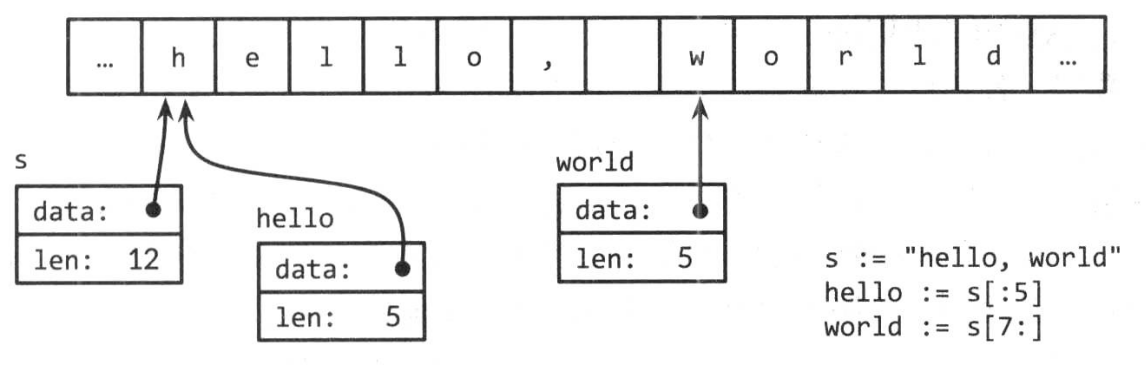 … h e l l o , w o r l d …
s
data:
len: 12
hello
data:
len: 5
world
data:
len: 5
s := "hello, world"
hello := s[:5]
world := s[7:]